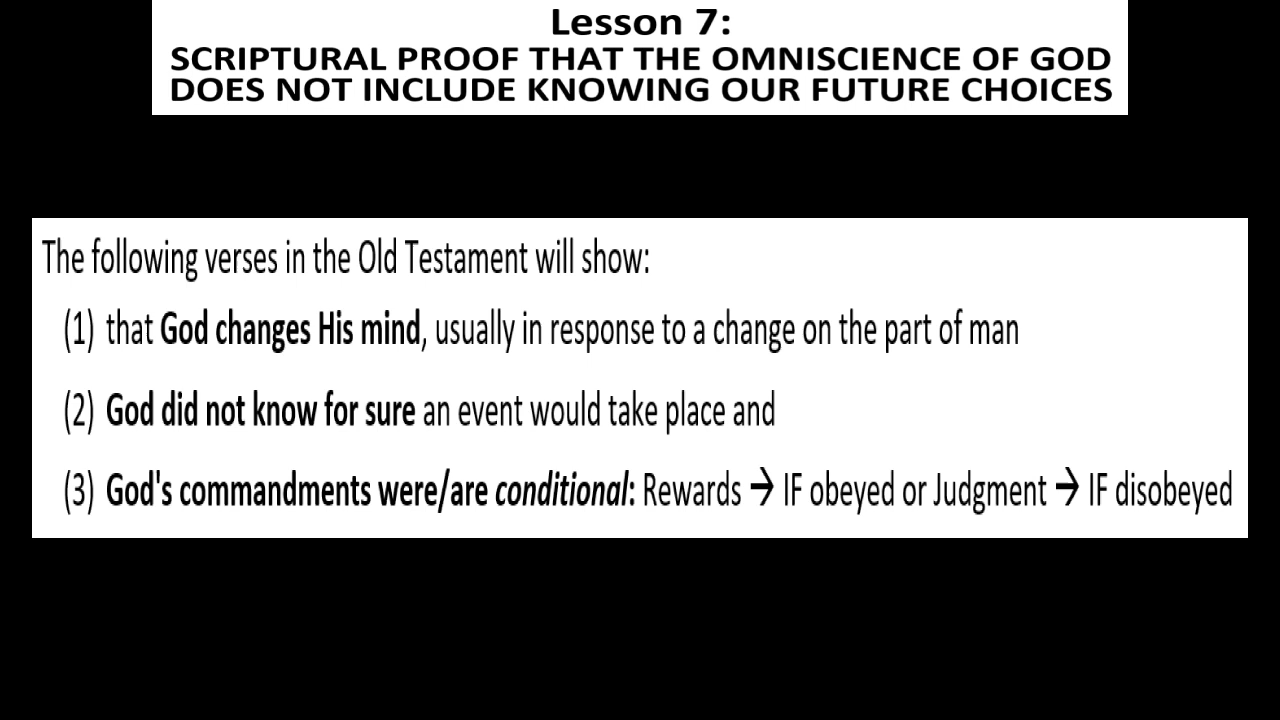 Lesson 7:
SCRIPTURAL PROOF THAT THE OMNISCIENCE OF GOD
DOES NOT INCLUDE KNOWING OUR FUTURE CHOICES
The following verses in the Old Testament will show:
(1) that God changes His mind, usually in response to a change on the part of man
(2) God did not know for sure an event would take place and
(3) God's commandments were/are conditional: Rewards → IF obeyed or Judgment → IF disobeyed